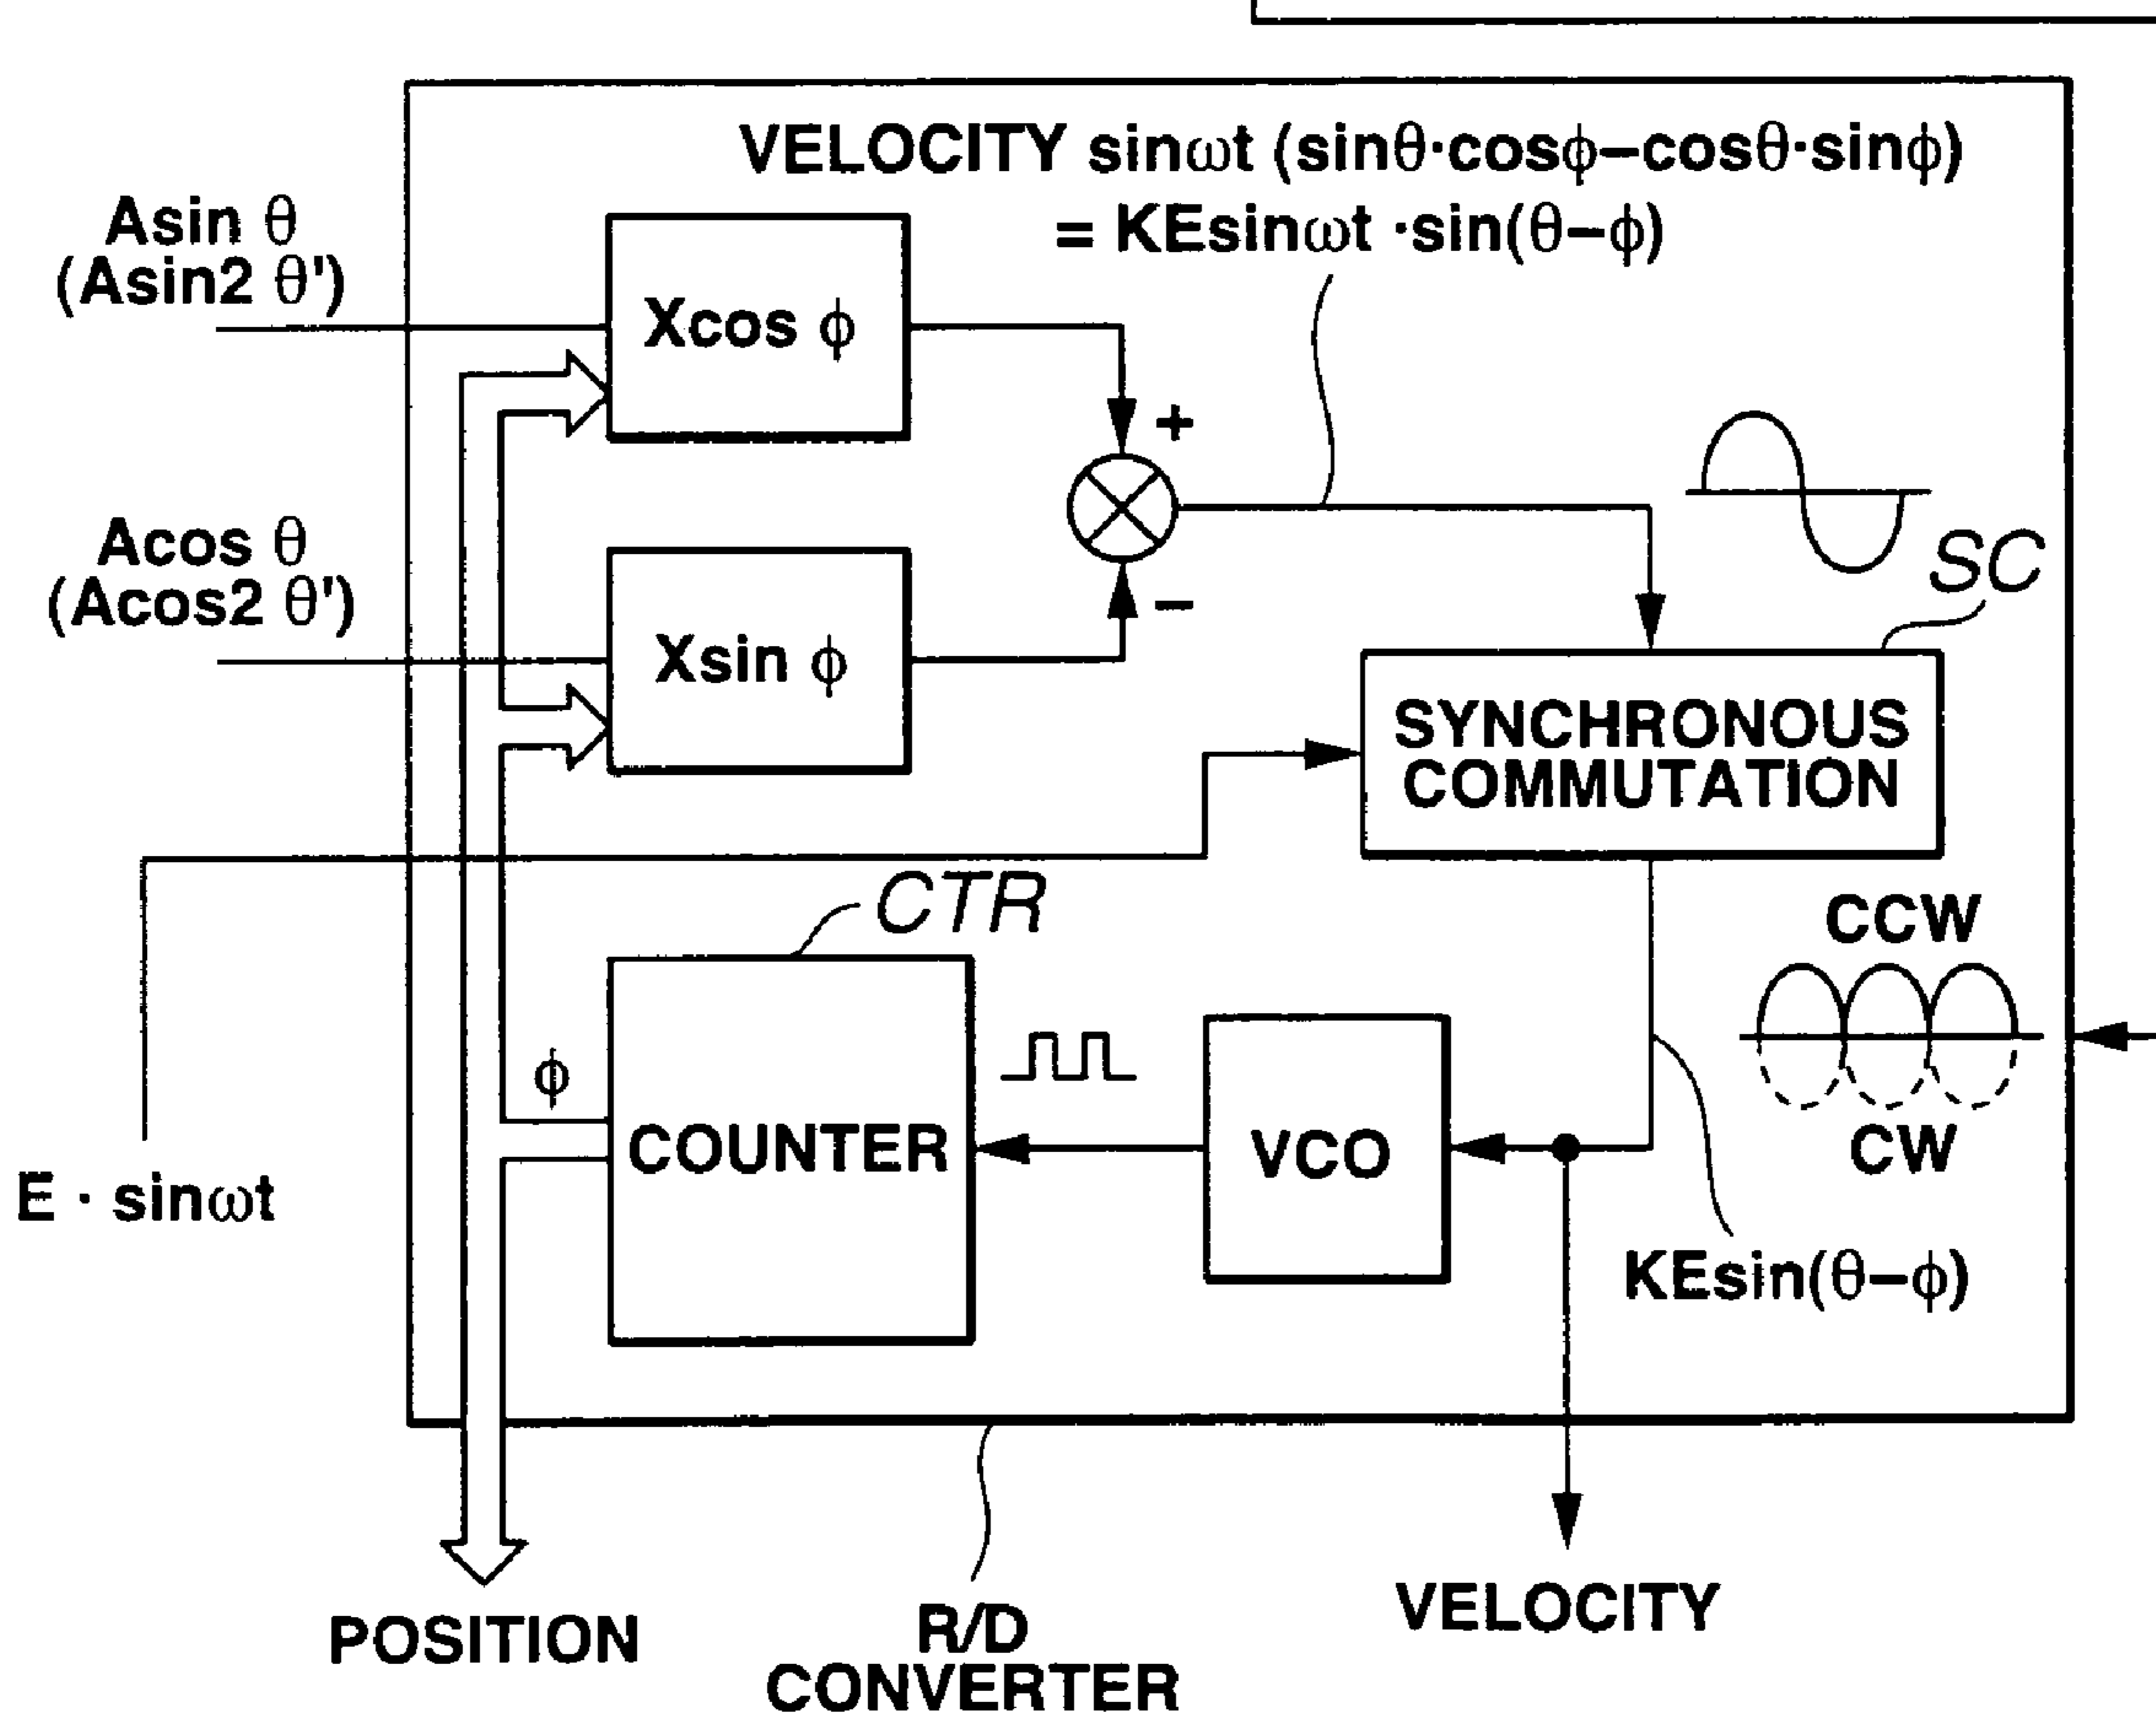 VELOCITY sinωt (sinθ·cosϕ−cosθ·sinϕ)
= KEsinωt ·sin(θ−ϕ)
Asin θ
(Asin2 θ')
Xcos ϕ
+
Acos θ
(Acos2 θ')
Xsin ϕ
−
SC
SYNCHRONOUS
COMMUTATION
CTR
CCW
ϕ
COUNTER
VCO
CW
E · sinωt
KEsin(θ−ϕ)
POSITION
R/D
CONVERTER
VELOCITY